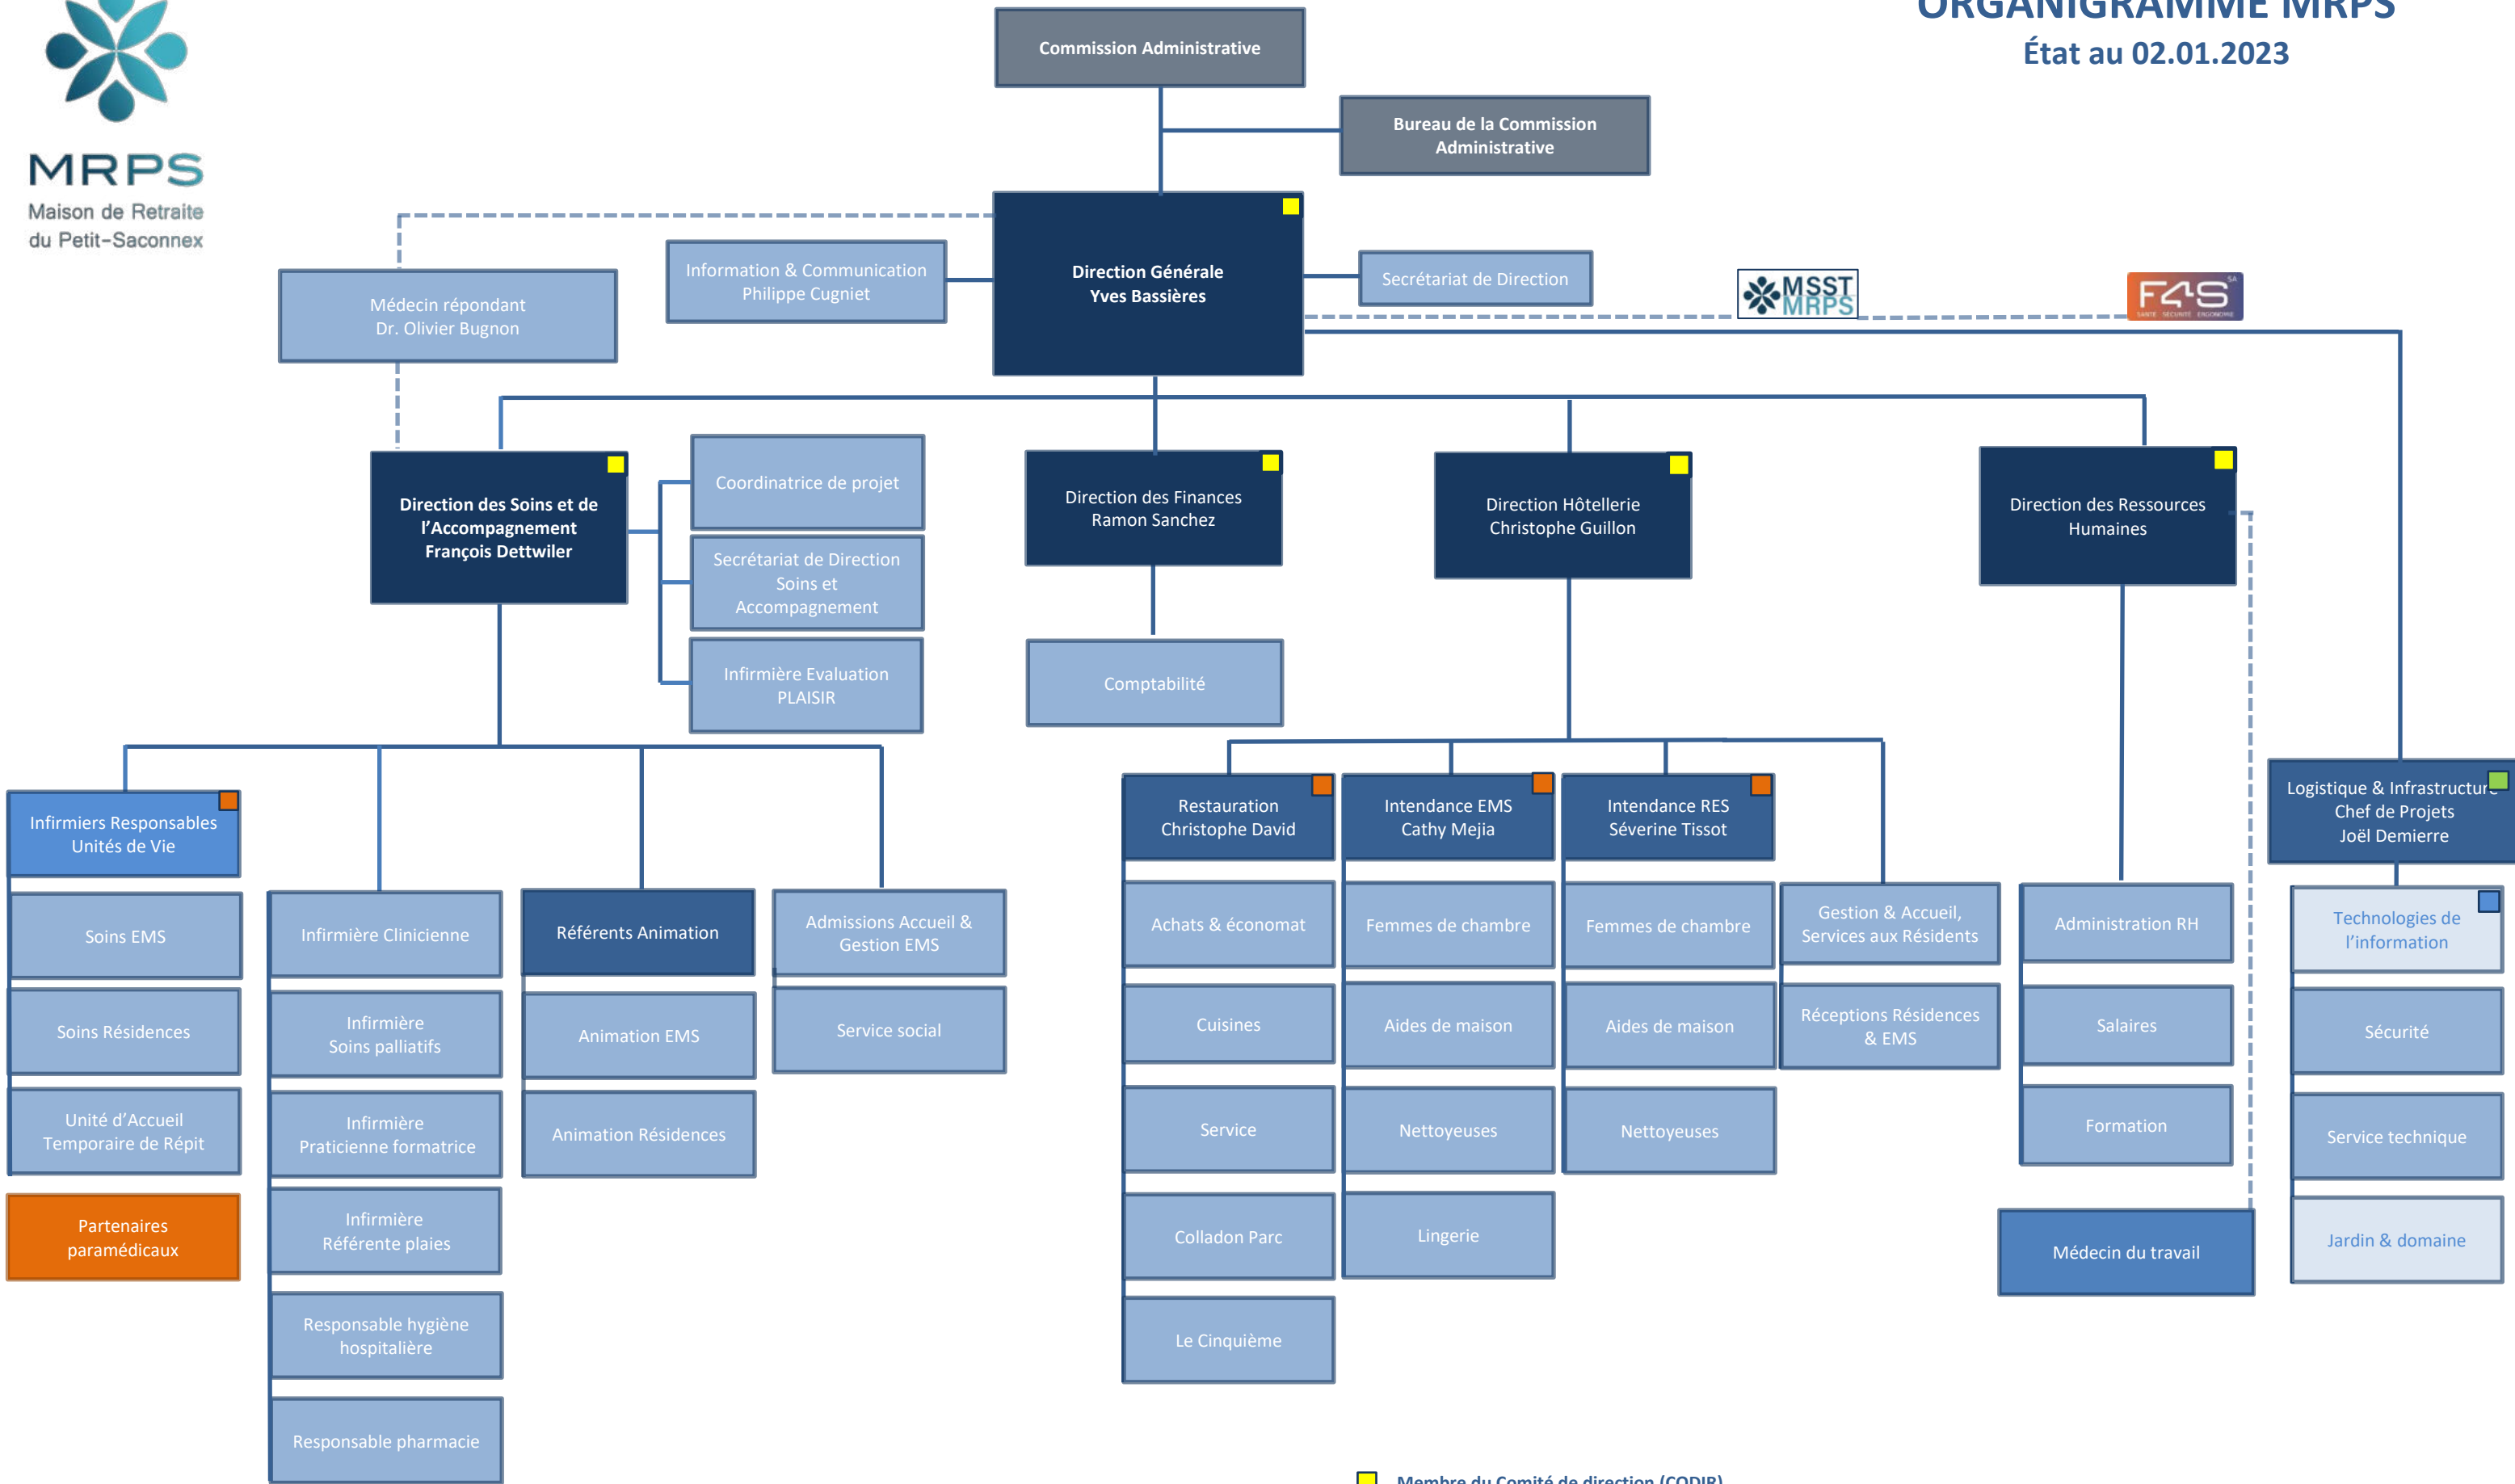 ORGANIGRAMME MRPS
État au 02.01.2023
MRPS
Maison de Retraite
du Petit-Saconnex
Commission Administrative
Bureau de la Commission
Administrative
Direction Générale
Yves Bassières
Information & Communication
Philippe Cugniet
Secrétariat de Direction
Médecin répondant
Dr. Olivier Bugnon
MSST
MRPS
F4S SA
SANTÉ SÉCURITÉ ERGONOMIE
Direction des Soins et de
l’Accompagnement
François Dettwiler
Coordinatrice de projet
Secrétariat de Direction
Soins et
Accompagnement
Infirmière Evaluation
PLAISIR
Direction des Finances
Ramon Sanchez
Comptabilité
Direction Hôtellerie
Christophe Guillon
Direction des Ressources
Humaines
Infirmiers Responsables
Unités de Vie
Soins EMS
Soins Résidences
Unité d’Accueil
Temporaire de Répit
Partenaires
paramédicaux
Infirmière Clinicienne
Infirmière
Soins palliatifs
Infirmière
Praticienne formatrice
Infirmière
Référente plaies
Responsable hygiène
hospitalière
Responsable pharmacie
Référents Animation
Animation EMS
Animation Résidences
Admissions Accueil &
Gestion EMS
Service social
Restauration
Christophe David
Achats & économat
Cuisines
Service
Colladon Parc
Le Cinquième
Intendance EMS
Cathy Mejia
Femmes de chambre
Aides de maison
Nettoyeuses
Lingerie
Intendance RES
Séverine Tissot
Femmes de chambre
Aides de maison
Nettoyeuses
Gestion & Accueil,
Services aux Résidents
Réceptions Résidences
& EMS
Administration RH
Salaires
Formation
Médecin du travail
Logistique & Infrastructure
Chef de Projets
Joël Demierre
Technologies de
l’information
Sécurité
Service technique
Jardin & domaine
Membre du Comité de direction (CODIR)